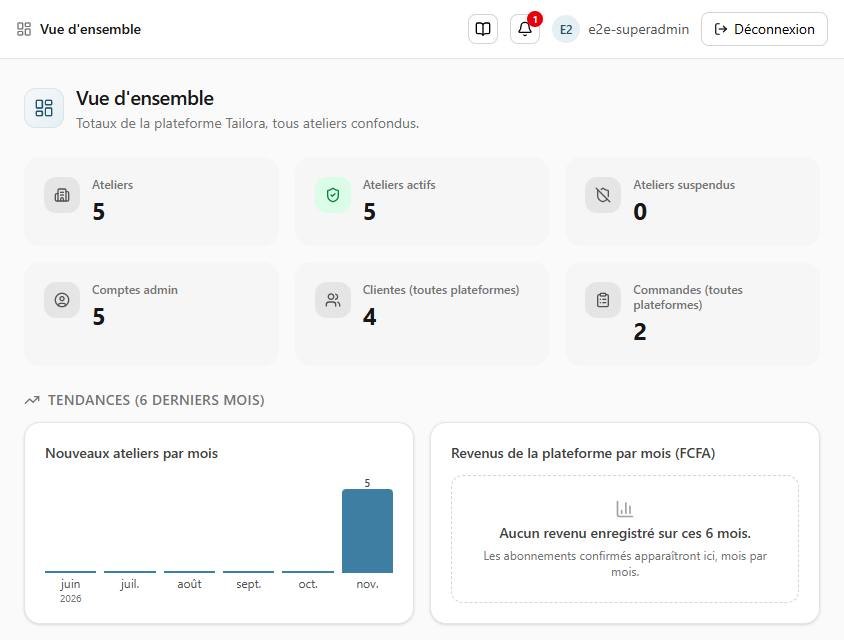 Vue d'ensemble
1
E2
e2e-superadmin
Déconnexion
Vue d'ensemble
Totaux de la plateforme Tailora, tous ateliers confondus.
Ateliers
5
Ateliers actifs
5
Ateliers suspendus
0
Comptes admin
5
Clientes (toutes plateformes)
4
Commandes (toutes
plateformes)
2
TENDANCES (6 DERNIERS MOIS)
Nouveaux ateliers par mois
5
juin
2026
juil.
août
sept.
oct.
nov.
Revenus de la plateforme par mois (FCFA)
Aucun revenu enregistré sur ces 6 mois.
Les abonnements confirmés apparaîtront ici, mois par
mois.